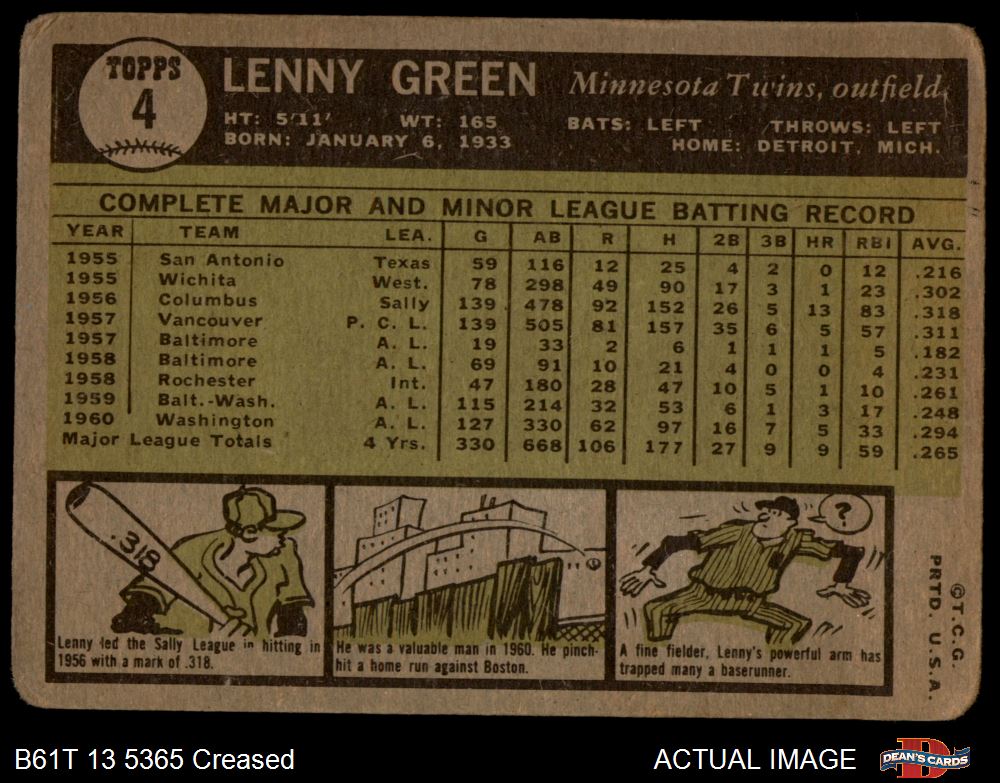 TOPPS
4
LENNY GREEN Minnesota Twins, outfield
HT: 5'11' WT: 165 BATS: LEFT THROWS: LEFT
BORN: JANUARY 6, 1933 HOME: DETROIT, MICH.
COMPLETE MAJOR AND MINOR LEAGUE BATTING RECORD
YEAR TEAM LEA. G AB R H 2B 3B HR RBI AVG.
1955 San Antonio Texas 59 116 12 25 4 2 0 12 .216
1955 Wichita West. 78 298 49 90 17 3 1 23 .302
1956 Columbus Sally 139 478 92 152 26 5 13 83 .318
1957 Vancouver P. C. L. 139 505 81 157 35 6 5 57 .311
1957 Baltimore A. L. 19 33 2 6 1 1 1 5 .182
1958 Baltimore A. L. 69 91 10 21 4 0 0 4 .231
1958 Rochester Int. 47 180 28 47 10 5 1 10 .261
1959 Balt.-Wash. A. L. 115 214 32 53 6 1 3 17 .248
1960 Washington A. L. 127 330 62 97 16 7 5 33 .294
Major League Totals 4 Yrs. 330 668 106 177 27 9 9 59 .265
.318
Lenny led the Sally League in hitting in
1956 with a mark of .318.
He was a valuable man in 1960. He pinch-
hit a home run against Boston.
?
A fine fielder, Lenny's powerful arm has
trapped many a baserunner.
©T.C.G.
PRTD. U.S.A.
B61T 13 5365 Creased
ACTUAL IMAGE
DEAN'S CARDS